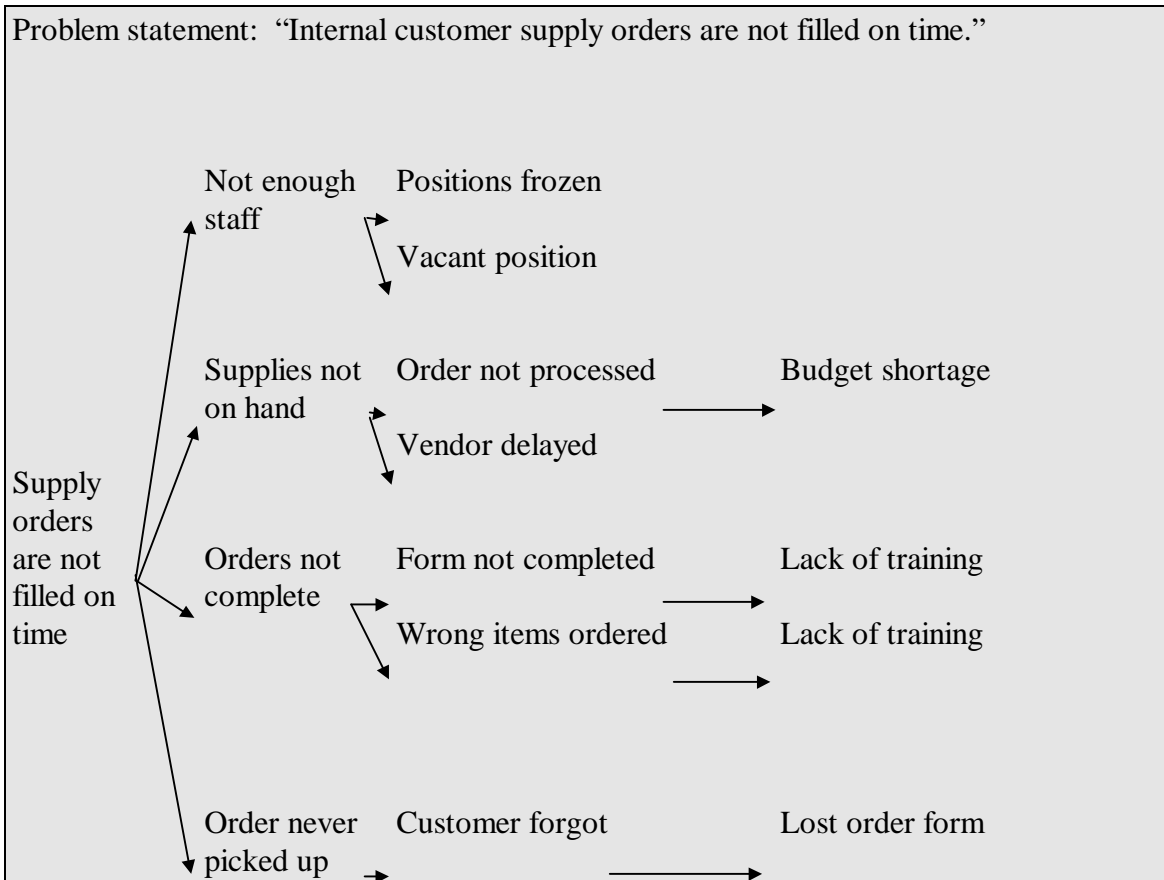 Problem statement:  “Internal customer supply orders are not filled on time.”
Not enough staff
Positions frozen
Vacant position
Supplies not on hand
Order not processed
Budget shortage
Vendor delayed
Supply
orders
are not
filled on
time
Orders not
complete
Form not completed
Lack of training
Wrong items ordered
Lack of training
Order never
picked up
Customer forgot
Lost order form